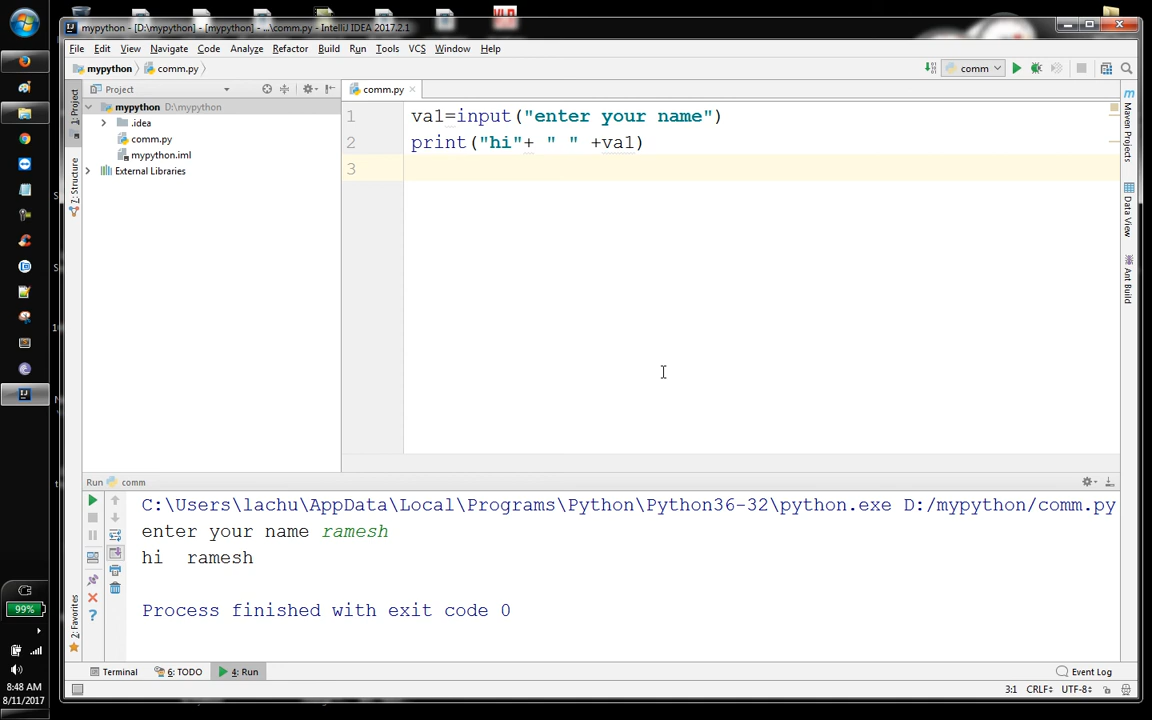 mypython - [D:\mypython] - [mypython] - ...\comm.py - IntelliJ IDEA 2017.2.1
File Edit View Navigate Code Analyze Refactor Build Run Tools VCS Window Help
mypython comm.py
comm
Project
comm.py
1: Project
Z: Structure
2: Favorites
mypython D:\mypython
.idea
comm.py
mypython.iml
External Libraries
1 va1=input("enter your name")
2 print("hi"+ " " +va1)
3
Maven Projects
Data View
Ant Build
Run comm
C:\Users\lachu\AppData\Local\Programs\Python\Python36-32\python.exe D:/mypython/comm.py
enter your name ramesh
hi  ramesh
Process finished with exit code 0
Terminal 6: TODO 4: Run Event Log
3:1 CRLF UTF-8
99%
8:48 AM
8/11/2017